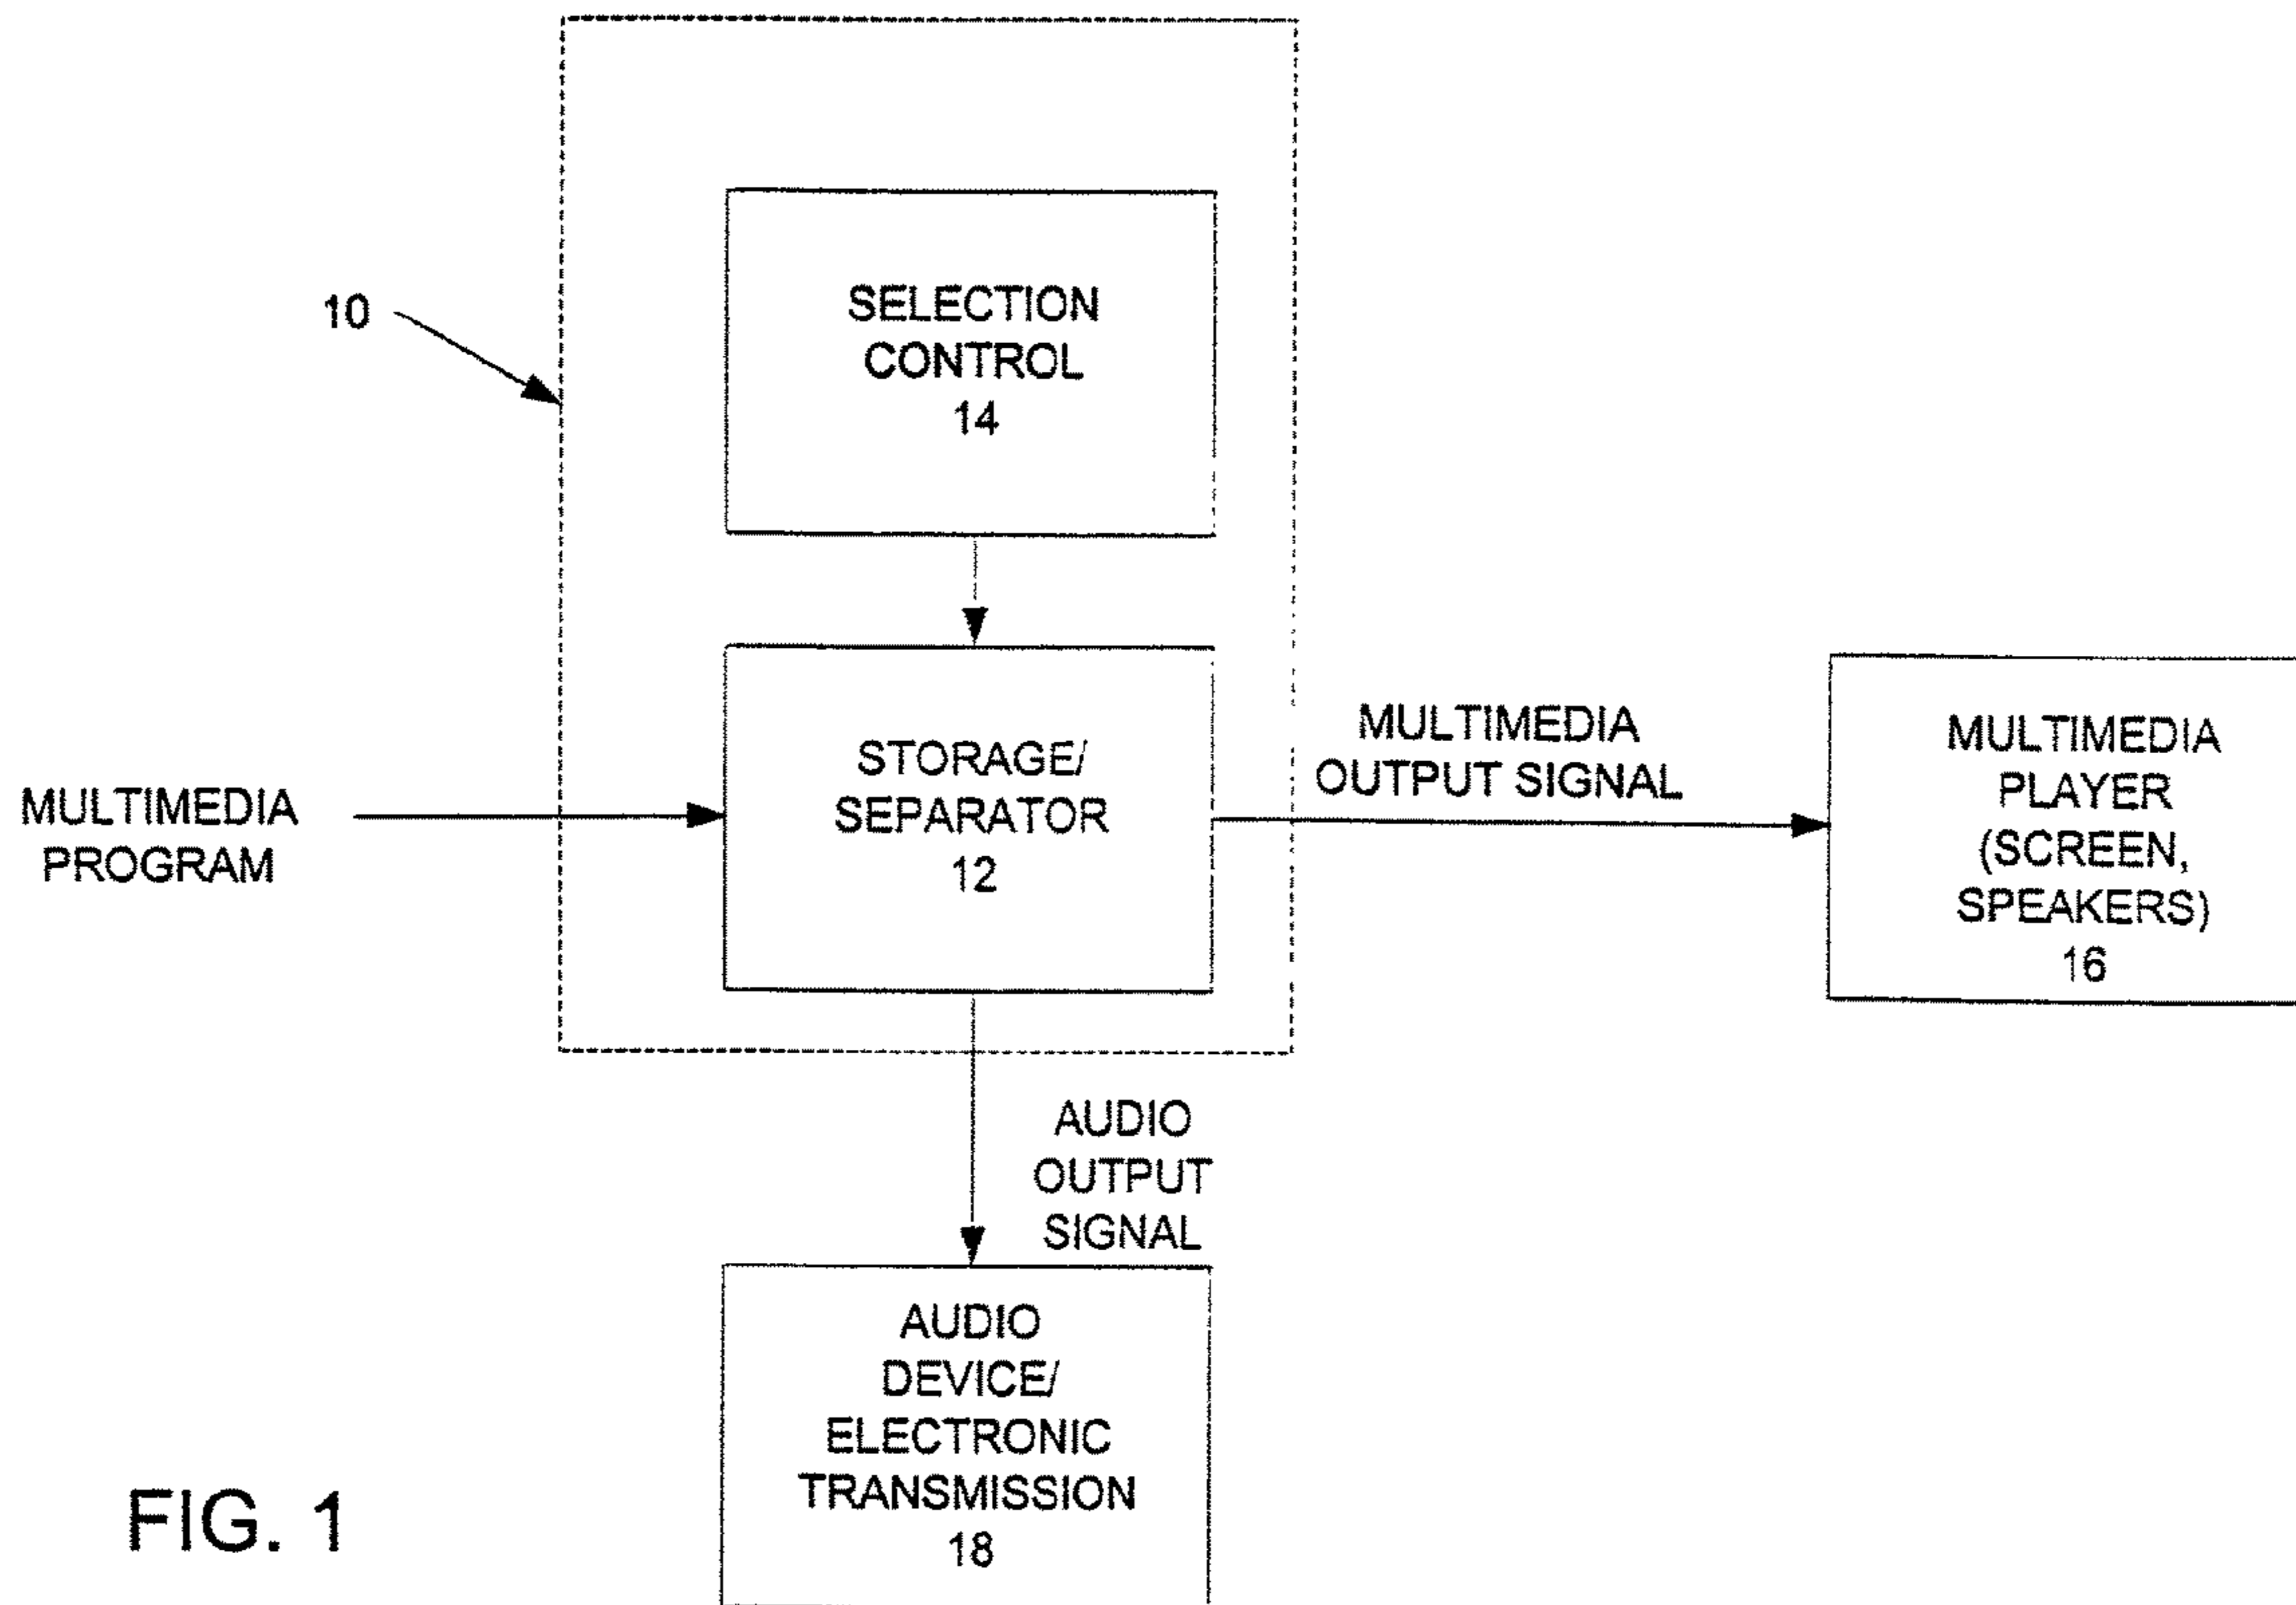 10
SELECTION
CONTROL
14
MULTIMEDIA
PROGRAM
STORAGE/
SEPARATOR
12
MULTIMEDIA
OUTPUT SIGNAL
MULTIMEDIA
PLAYER
(SCREEN,
SPEAKERS)
16
AUDIO
OUTPUT
SIGNAL
AUDIO
DEVICE/
ELECTRONIC
TRANSMISSION
18
FIG. 1